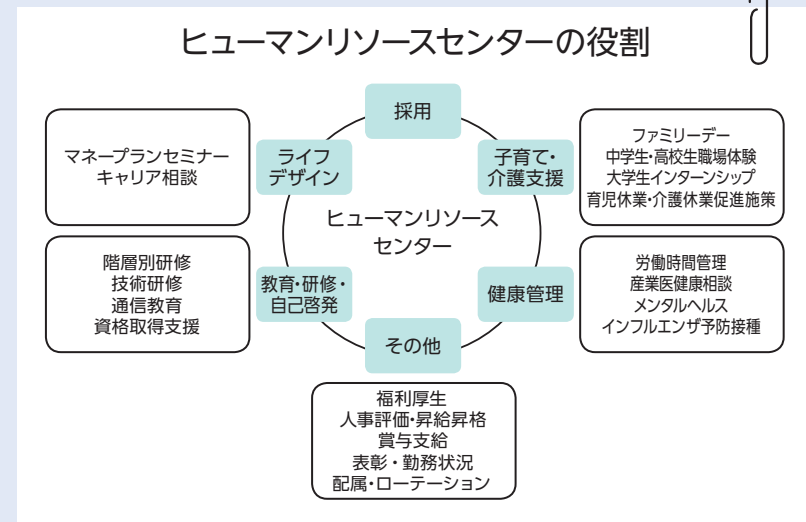 ヒューマンリソースセンターの役割
採用
マネープランセミナー
キャリア相談
ライフ
デザイン
子育て・
介護支援
ファミリーデー
中学生・高校生職場体験
大学生インターンシップ
育児休業・介護休業促進施策
ヒューマンリソース
センター
階層別研修
技術研修
通信教育
資格取得支援
教育・研修・
自己啓発
健康管理
労働時間管理
産業医健康相談
メンタルヘルス
インフルエンザ予防接種
その他
福利厚生
人事評価・昇給昇格
賞与支給
表彰・勤務状況
配属・ローテーション